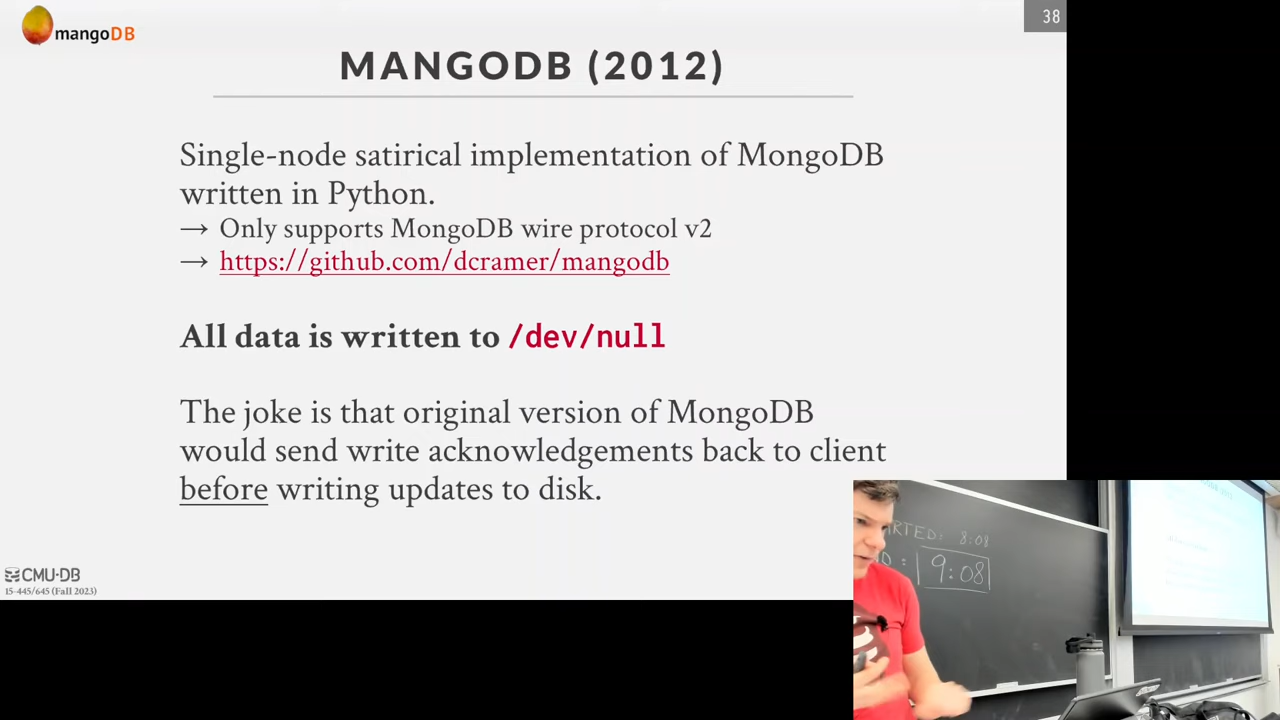 mangoDB
38
MANGODB (2012)
Single-node satirical implementation of MongoDB
written in Python.
→ Only supports MongoDB wire protocol v2
→ https://github.com/dcramer/mangodb
All data is written to /dev/null
The joke is that original version of MongoDB
would send write acknowledgements back to client
before writing updates to disk.
CMU·DB
15-445/645 (Fall 2023)
RTED: 8:08
D: 9:08